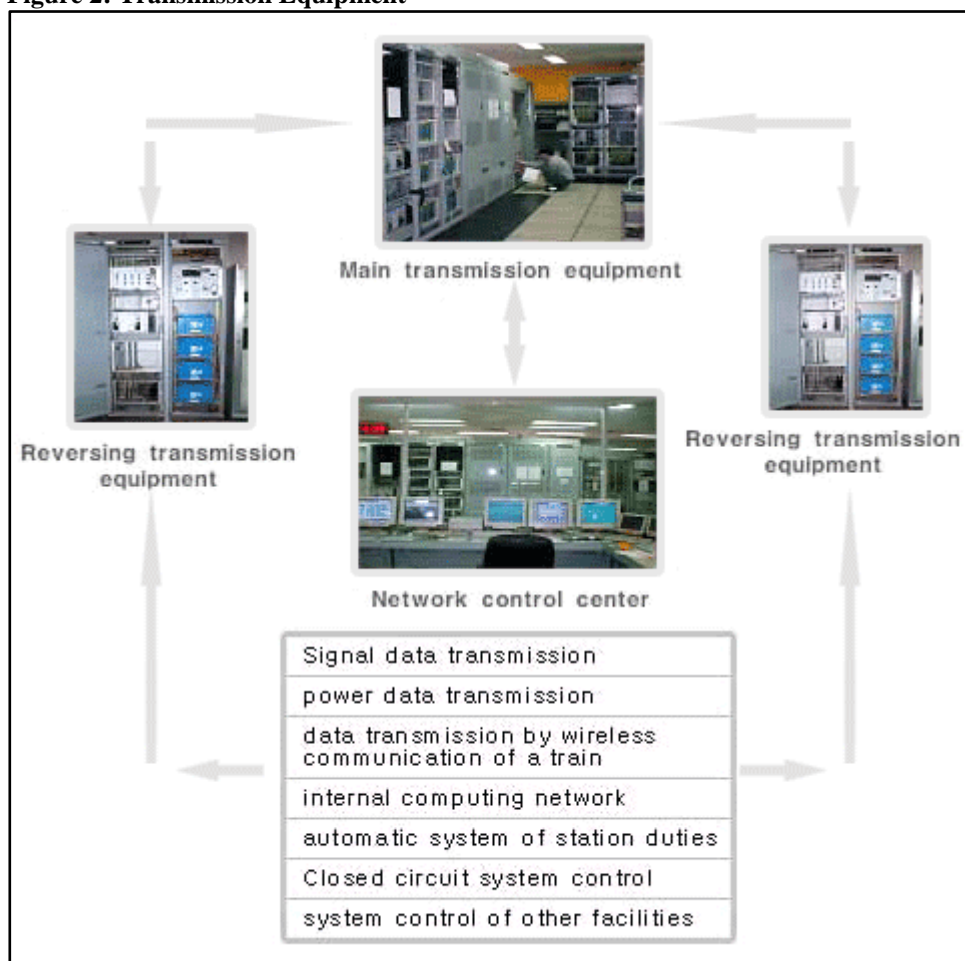 Figure 2: Transmission Equipment
Main transmission equipment
Reversing transmission
equipment
Reversing transmission
equipment
Network control center
Signal data transmission
power data transmission
data transmission by wireless
communication of a train
internal computing network
automatic system of station duties
Closed circuit system control
system control of other facilities